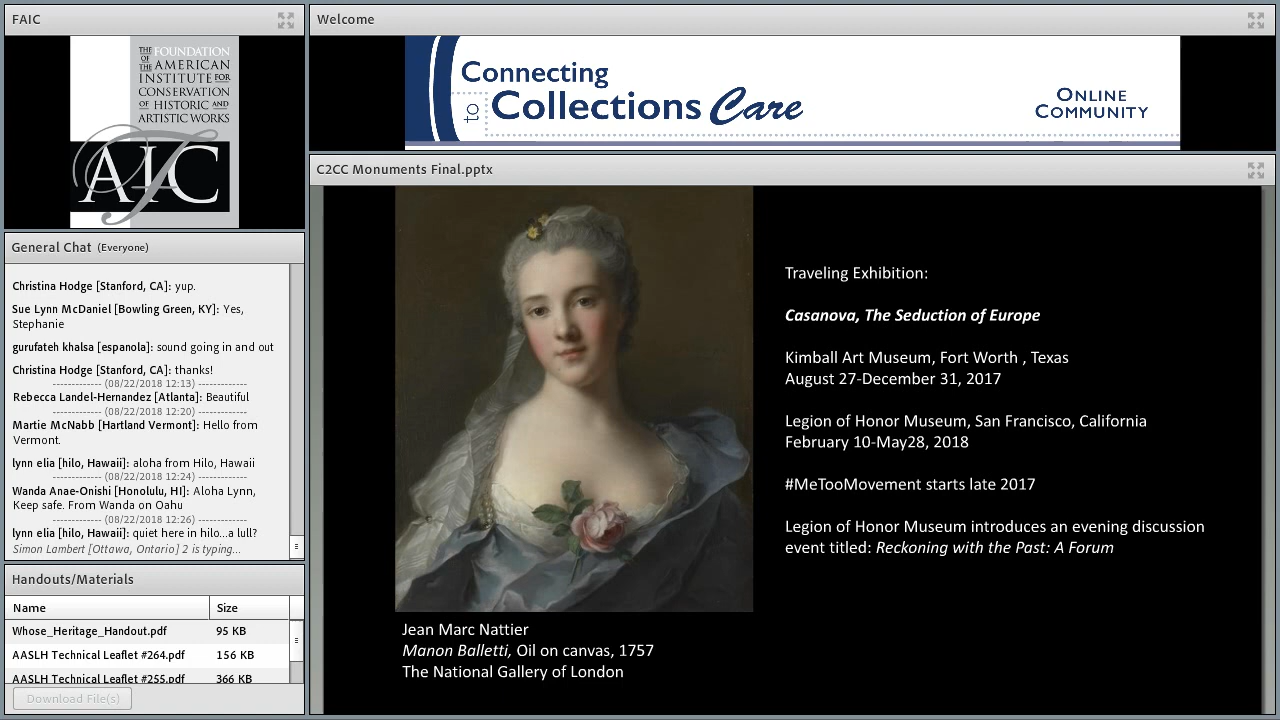 FAIC
THE FOUNDATION
OF THE AMERICAN
INSTITUTE FOR
CONSERVATION
OF HISTORIC AND
ARTISTIC WORKS
FAIC
General Chat (Everyone)
Christina Hodge [Stanford, CA]: yup.
Sue Lynn McDaniel [Bowling Green, KY]: Yes,
Stephanie
gurufateh khalsa [espanola]: sound going in and out
Christina Hodge [Stanford, CA]: thanks!
------------- (08/22/2018 12:13) -------------
Rebecca Landel-Hernandez [Atlanta]: Beautiful
------------- (08/22/2018 12:20) -------------
Martie McNabb [Hartland Vermont]: Hello from
Vermont.
lynn elia [hilo, Hawaii]: aloha from Hilo, Hawaii
------------- (08/22/2018 12:24) -------------
Wanda Anae-Onishi [Honolulu, HI]: Aloha Lynn,
Keep safe. From Wanda on Oahu
------------- (08/22/2018 12:26) -------------
lynn elia [hilo, Hawaii]: quiet here in hilo...a lull?
Simon Lambert [Ottawa, Ontario] 2 is typing...
Handouts/Materials
Name Size
Whose_Heritage_Handout.pdf 95 KB
AASLH Technical Leaflet #264.pdf 156 KB
AASLH Technical Leaflet #255.pdf 366 KB
Download File(s)
Welcome
Connecting
to Collections Care
ONLINE
COMMUNITY
C2CC Monuments Final.pptx
Traveling Exhibition:
Casanova, The Seduction of Europe
Kimball Art Museum, Fort Worth , Texas
August 27-December 31, 2017
Legion of Honor Museum, San Francisco, California
February 10-May28, 2018
#MeTooMovement starts late 2017
Legion of Honor Museum introduces an evening discussion
event titled: Reckoning with the Past: A Forum
Jean Marc Nattier
Manon Balletti, Oil on canvas, 1757
The National Gallery of London